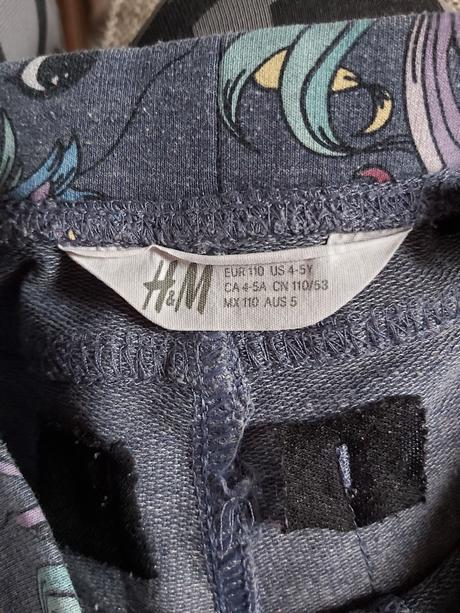 H&M
EUR 110 US 4-5Y
CA 4-5A CN 110/53
MX 110 AUS 5